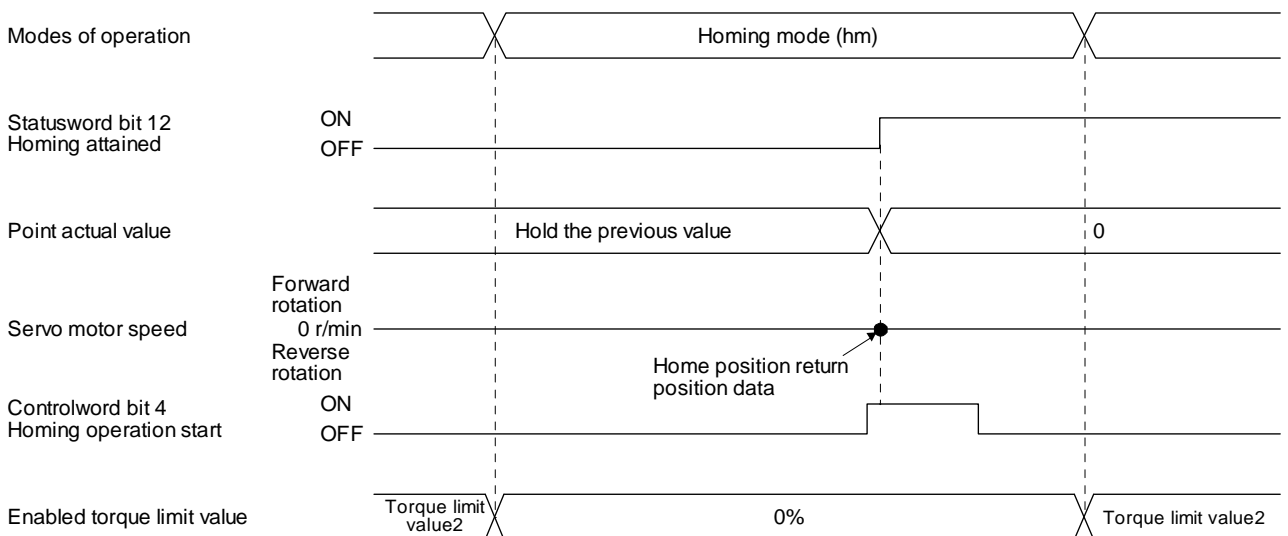 Modes of operation
Homing mode (hm)
Statusword bit 12
Homing attained
ON
OFF
Point actual value
Hold the previous value
0
Servo motor speed
Forward
rotation
0 r/min
Reverse
rotation
Home position return
position data
Controlword bit 4
Homing operation start
ON
OFF
Enabled torque limit value
Torque limit
value2
0%
Torque limit value2